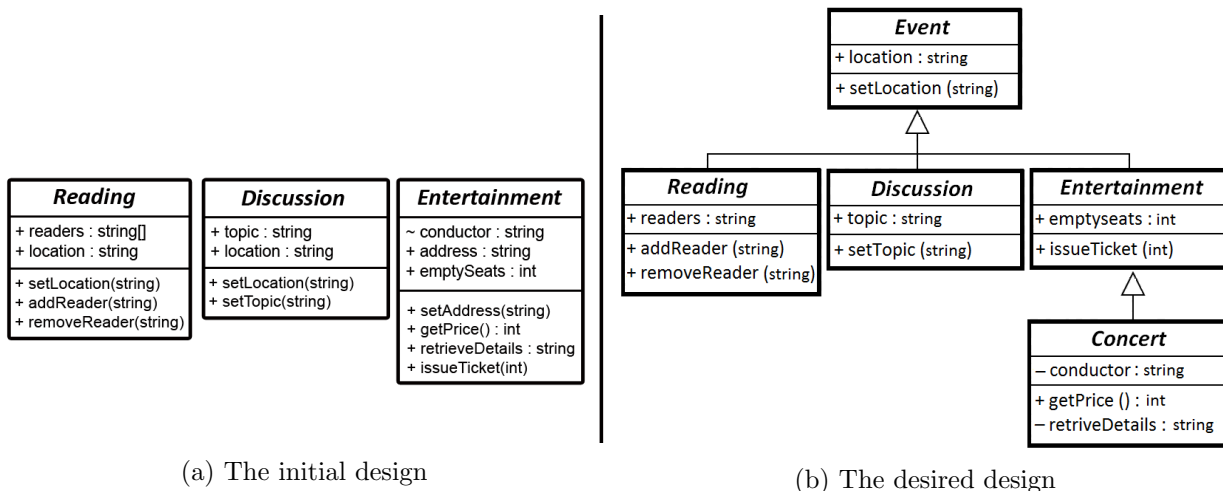 Reading
+ readers : string[]
+ location : string
+ setLocation(string)
+ addReader(string)
+ removeReader(string)
Discussion
+ topic : string
+ location : string
+ setLocation(string)
+ setTopic(string)
Entertainment
~ conductor : string
+ address : string
+ emptySeats : int
+ setAddress(string)
+ getPrice() : int
+ retrieveDetails : string
+ issueTicket(int)
(a) The initial design
Event
+ location : string
+ setLocation (string)
Reading
+ readers : string
+ addReader (string)
+ removeReader (string)
Discussion
+ topic : string
+ setTopic (string)
Entertainment
+ emptyseats : int
+ issueTicket (int)
Concert
– conductor : string
+ getPrice () : int
– retriveDetails : string
(b) The desired design